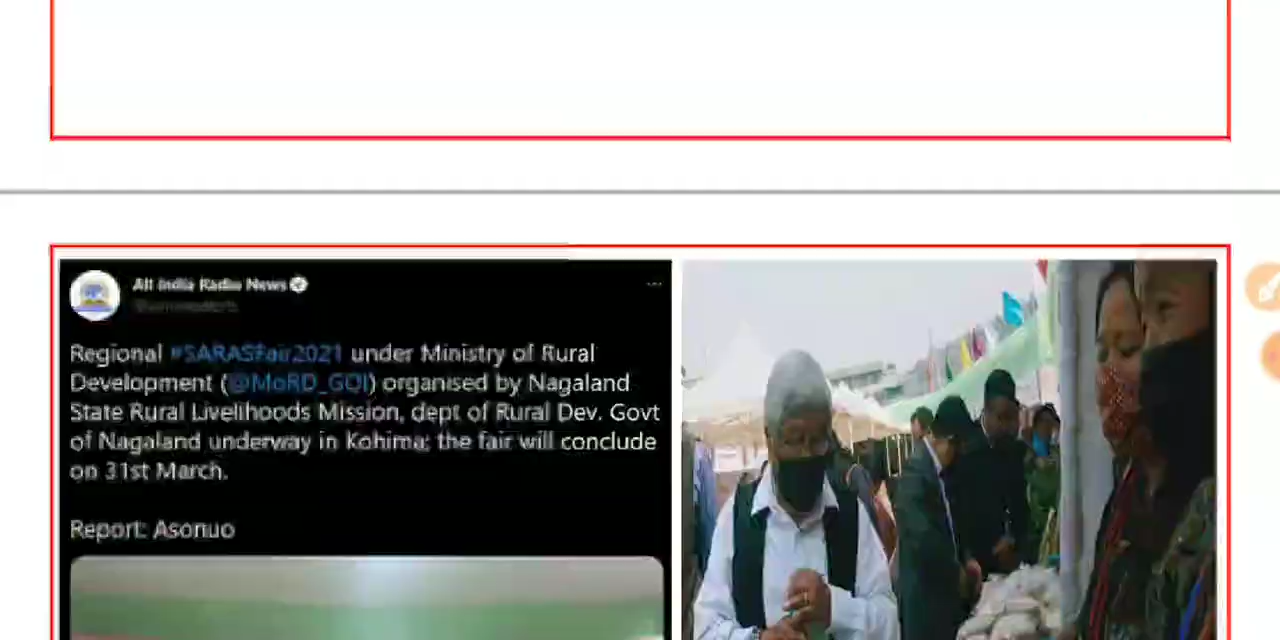 All India Radio News
Regional #SARASFair2021 under Ministry of Rural
Development (@MoRD_GOI) organised by Nagaland
State Rural Livelihoods Mission, dept of Rural Dev. Govt
of Nagaland underway in Kohima; the fair will conclude
on 31st March.
Report: Asonuo